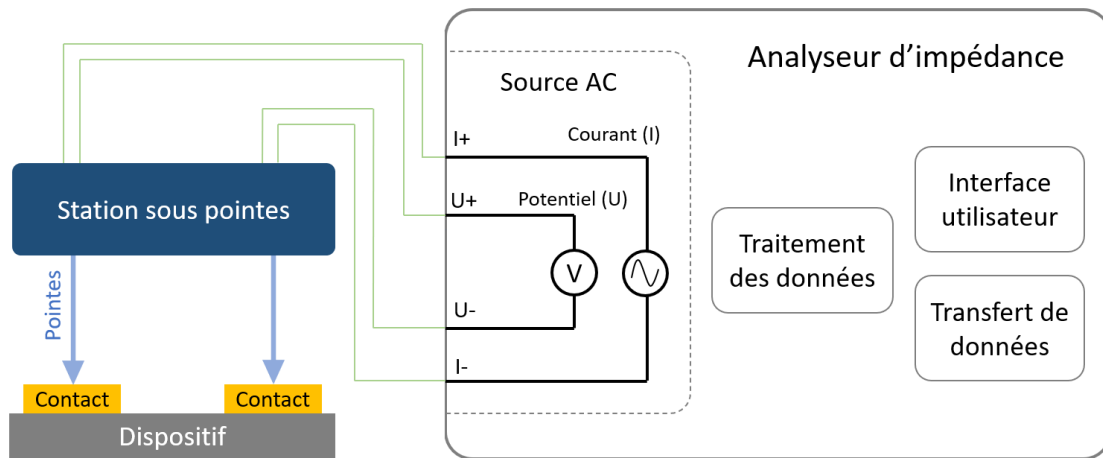 Analyseur d’impédance
Source AC
I+
Courant (I)
U+
Potentiel (U)
V
U-
I-
Station sous pointes
Pointes
Contact
Contact
Dispositif
Traitement
des données
Interface
utilisateur
Transfert de
données